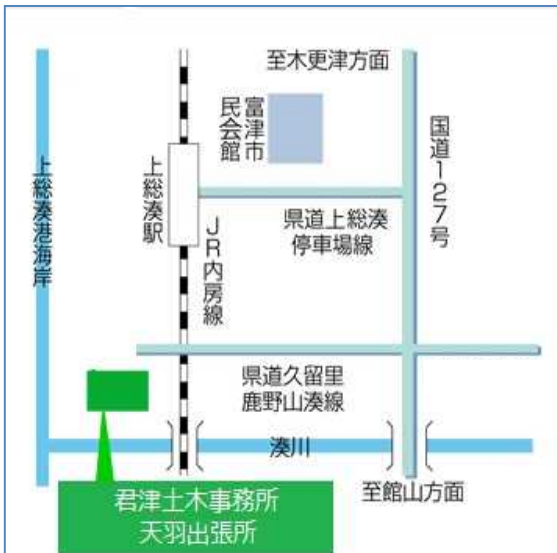 至木更津方面
富津市
民会館
国道127号
上総湊港海岸
上総湊駅
JR内房線
県道上総湊
停車場線
県道久留里
鹿野山湊線
湊川
至館山方面
君津土木事務所
天羽出張所